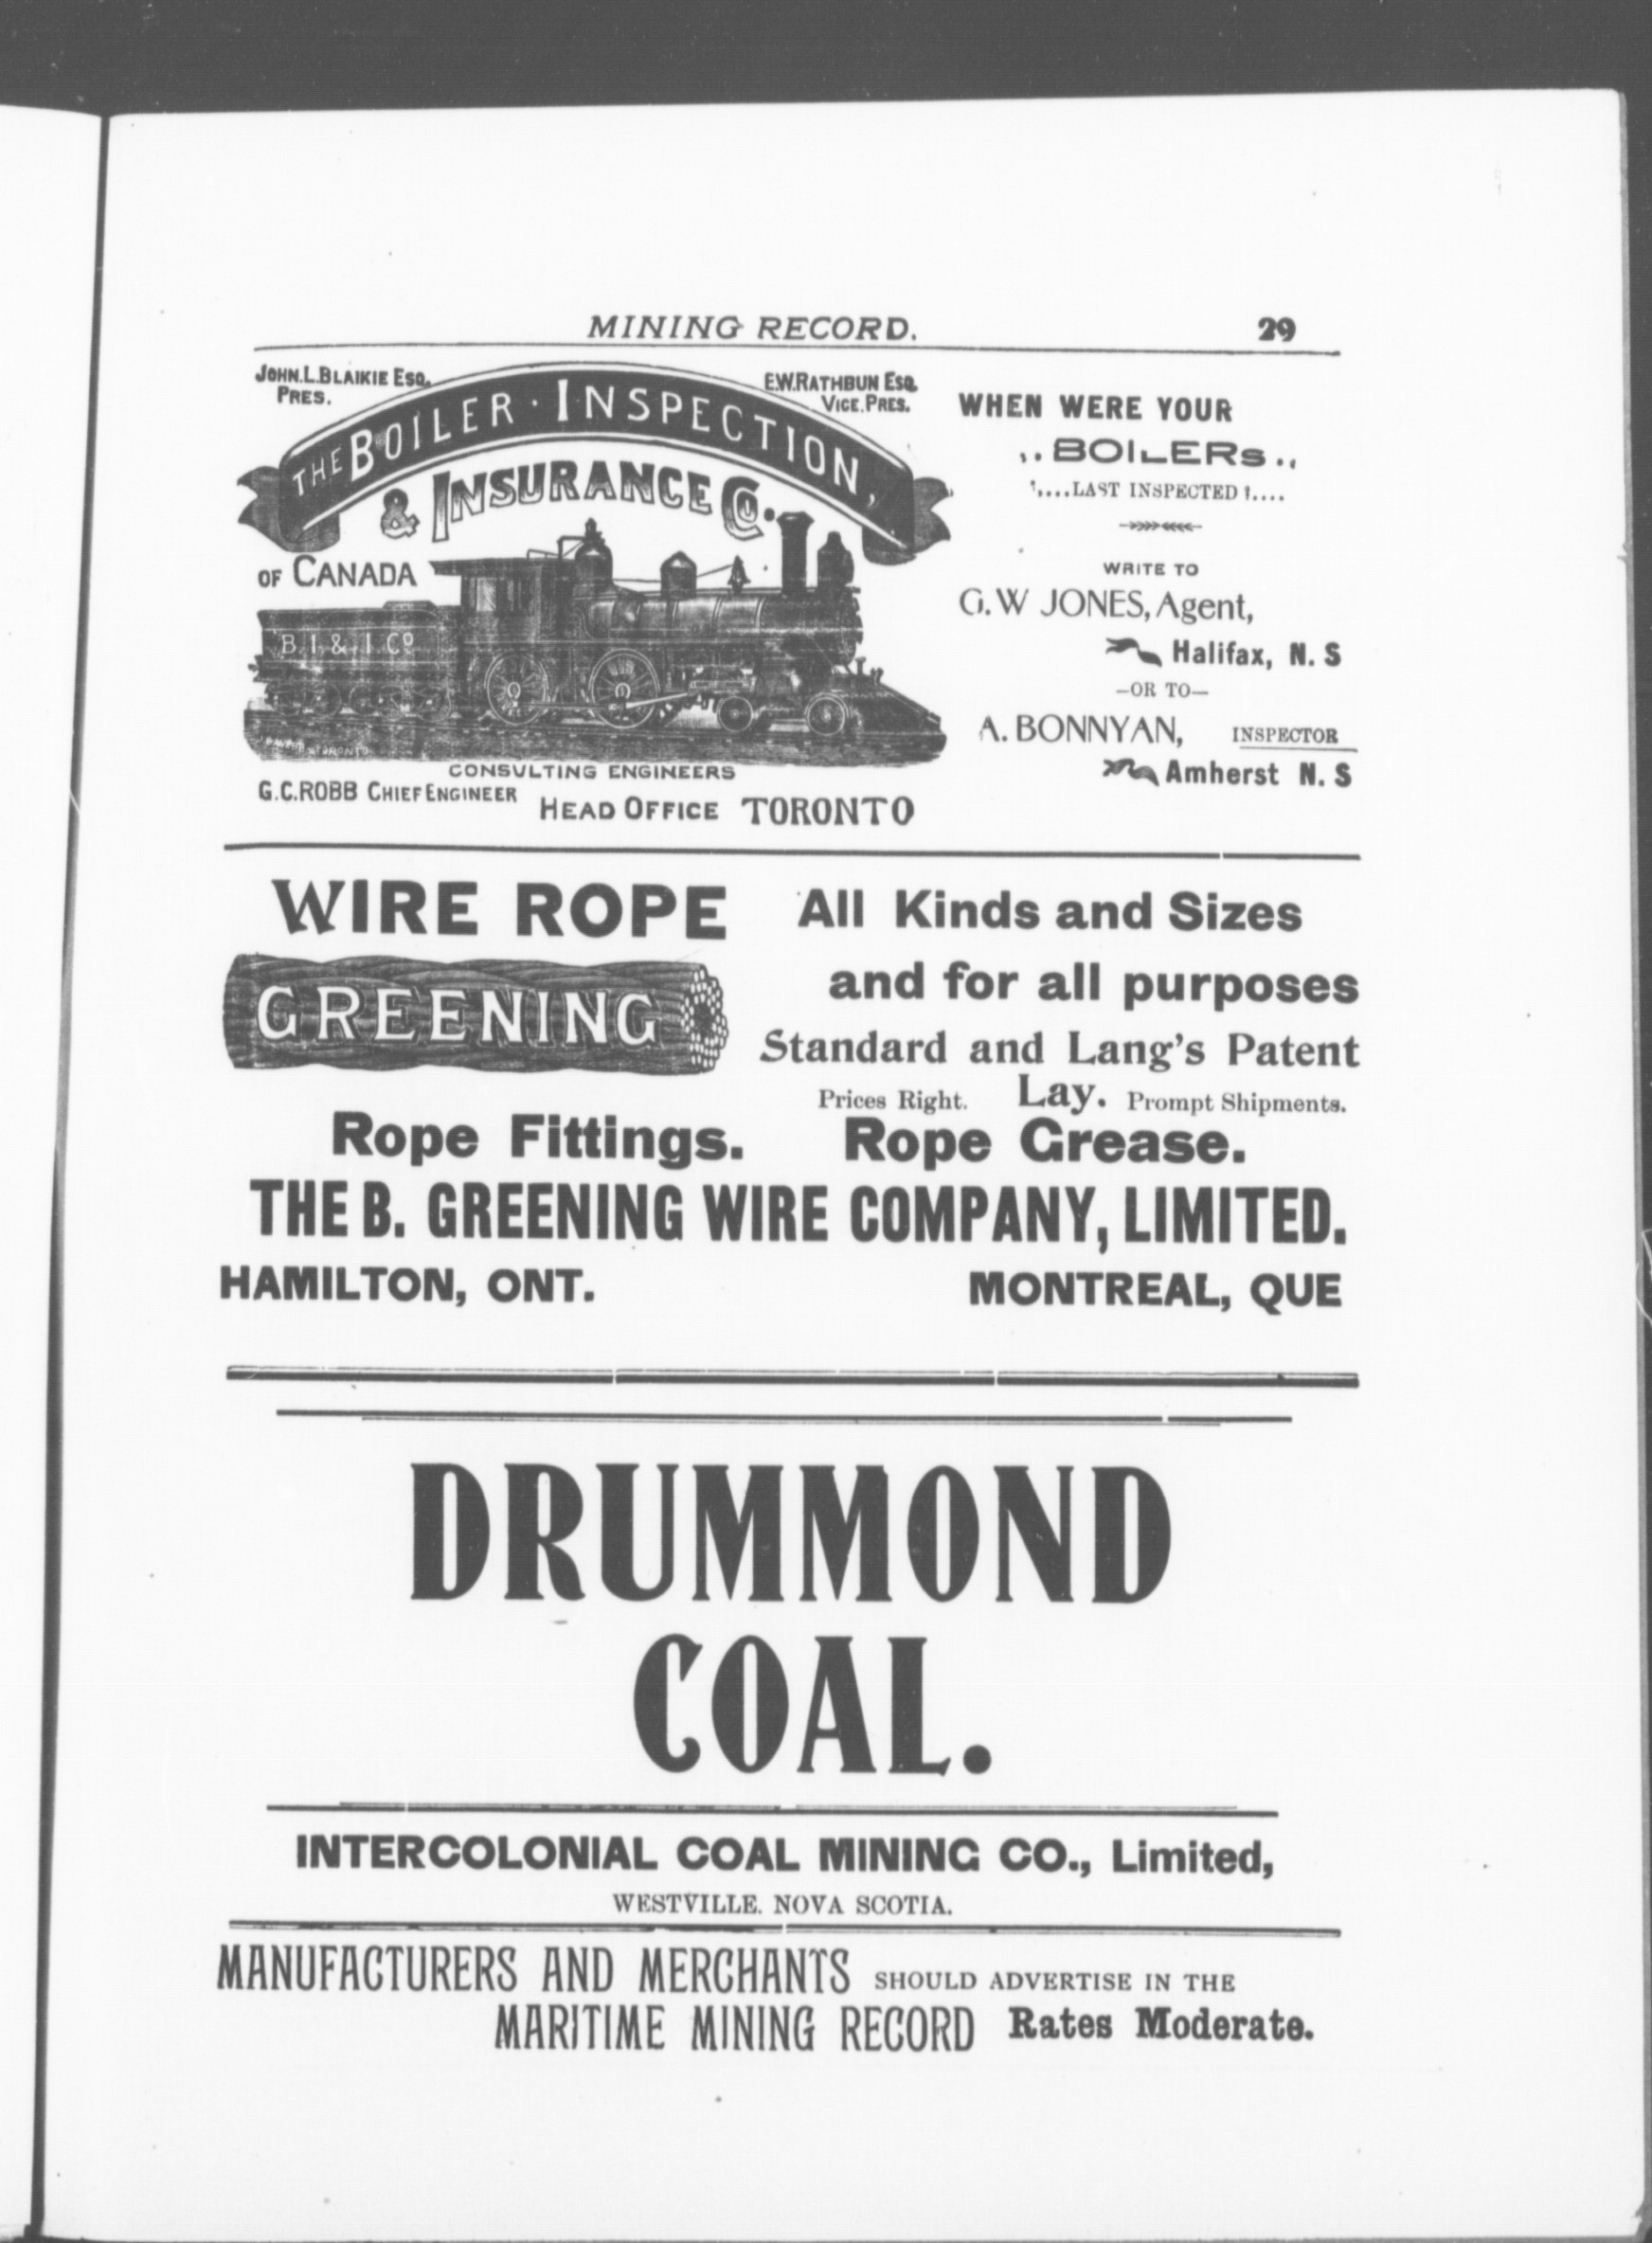 MINING RECORD. 29
JOHN.L.BLAIKIE ESQ.
PRES.
E.W.RATHBUN ESQ.
VICE.PRES.
THE BOILER · INSPECTION,
& INSURANCE CO.
OF CANADA
B.I.& I.CO
TORONTO
CONSULTING ENGINEERS
G.C.ROBB CHIEF ENGINEER
HEAD OFFICE TORONTO
WHEN WERE YOUR
BOILERS
LAST INSPECTED ?....
WRITE TO
G.W JONES, Agent,
Halifax, N. S
—OR TO—
A. BONNYAN, INSPECTOR
Amherst N. S
WIRE ROPE
GREENING
All Kinds and Sizes
and for all purposes
Standard and Lang's Patent
Prices Right. Lay. Prompt Shipments.
Rope Fittings. Rope Grease.
THE B. GREENING WIRE COMPANY, LIMITED.
HAMILTON, ONT. MONTREAL, QUE
DRUMMOND
COAL.
INTERCOLONIAL COAL MINING CO., Limited,
WESTVILLE. NOVA SCOTIA.
MANUFACTURERS AND MERCHANTS SHOULD ADVERTISE IN THE
MARITIME MINING RECORD Rates Moderate.